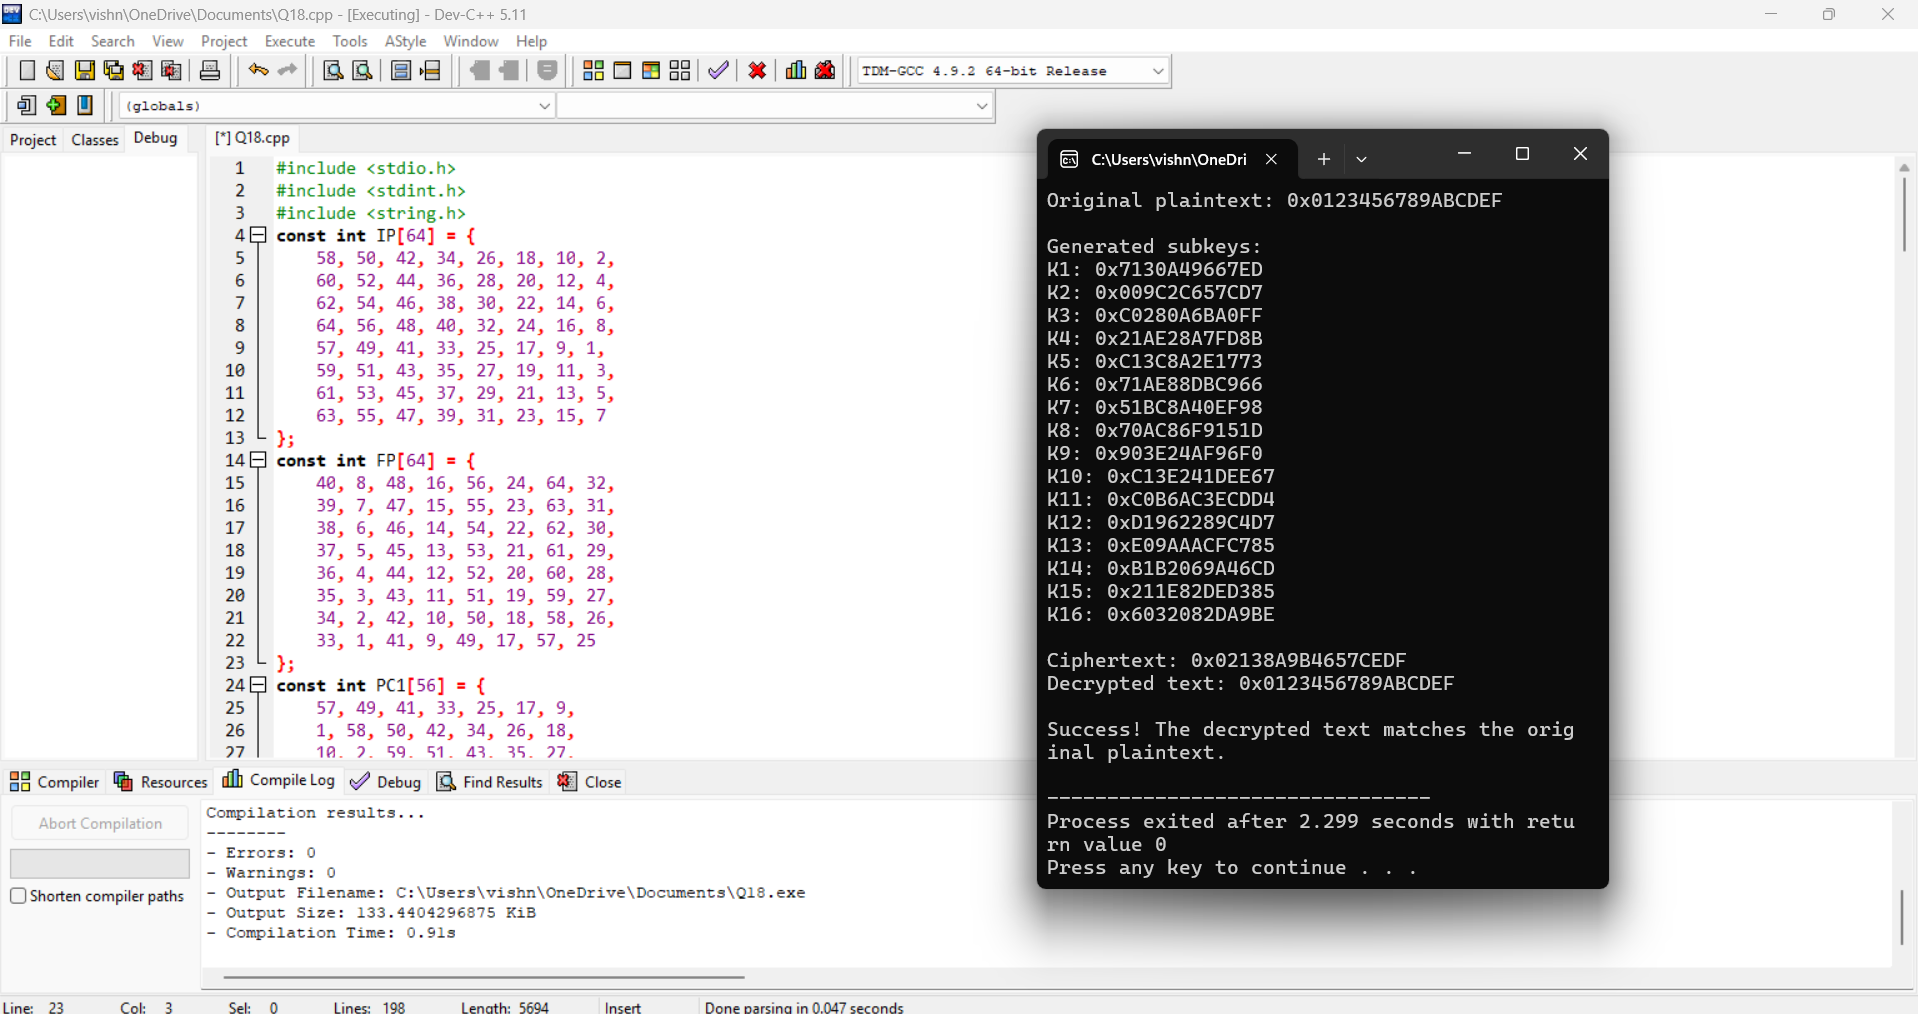 C:\Users\vishn\OneDrive\Documents\Q18.cpp - [Executing] - Dev-C++ 5.11
File Edit Search View Project Execute Tools AStyle Window Help
TDM-GCC 4.9.2 64-bit Release
(globals)
Project Classes Debug
[*] Q18.cpp
1 #include <stdio.h>
2 #include <stdint.h>
3 #include <string.h>
4 const int IP[64] = {
5 58, 50, 42, 34, 26, 18, 10, 2,
6 60, 52, 44, 36, 28, 20, 12, 4,
7 62, 54, 46, 38, 30, 22, 14, 6,
8 64, 56, 48, 40, 32, 24, 16, 8,
9 57, 49, 41, 33, 25, 17, 9, 1,
10 59, 51, 43, 35, 27, 19, 11, 3,
11 61, 53, 45, 37, 29, 21, 13, 5,
12 63, 55, 47, 39, 31, 23, 15, 7
13 };
14 const int FP[64] = {
15 40, 8, 48, 16, 56, 24, 64, 32,
16 39, 7, 47, 15, 55, 23, 63, 31,
17 38, 6, 46, 14, 54, 22, 62, 30,
18 37, 5, 45, 13, 53, 21, 61, 29,
19 36, 4, 44, 12, 52, 20, 60, 28,
20 35, 3, 43, 11, 51, 19, 59, 27,
21 34, 2, 42, 10, 50, 18, 58, 26,
22 33, 1, 41, 9, 49, 17, 57, 25
23 };
24 const int PC1[56] = {
25 57, 49, 41, 33, 25, 17, 9,
26 1, 58, 50, 42, 34, 26, 18,
27 10, 2, 59, 51, 43, 35, 27,
C:\Users\vishn\OneDri
Original plaintext: 0x0123456789ABCDEF
Generated subkeys:
K1: 0x7130A49667ED
K2: 0x009C2C657CD7
K3: 0xC0280A6BA0FF
K4: 0x21AE28A7FD8B
K5: 0xC13C8A2E1773
K6: 0x71AE88DBC966
K7: 0x51BC8A40EF98
K8: 0x70AC86F9151D
K9: 0x903E24AF96F0
K10: 0xC13E241DEE67
K11: 0xC0B6AC3ECDD4
K12: 0xD1962289C4D7
K13: 0xE09AAACFC785
K14: 0xB1B2069A46CD
K15: 0x211E82DED385
K16: 0x6032082DA9BE
Ciphertext: 0x02138A9B4657CEDF
Decrypted text: 0x0123456789ABCDEF
Success! The decrypted text matches the orig
inal plaintext.
--------------------------------
Process exited after 2.299 seconds with retu
rn value 0
Press any key to continue . . .
Compiler Resources Compile Log Debug Find Results Close
Abort Compilation
Shorten compiler paths
Compilation results...
--------
- Errors: 0
- Warnings: 0
- Output Filename: C:\Users\vishn\OneDrive\Documents\Q18.exe
- Output Size: 133.4404296875 KiB
- Compilation Time: 0.91s
Line: 23 Col: 3 Sel: 0 Lines: 198 Length: 5694 Insert Done parsing in 0.047 seconds